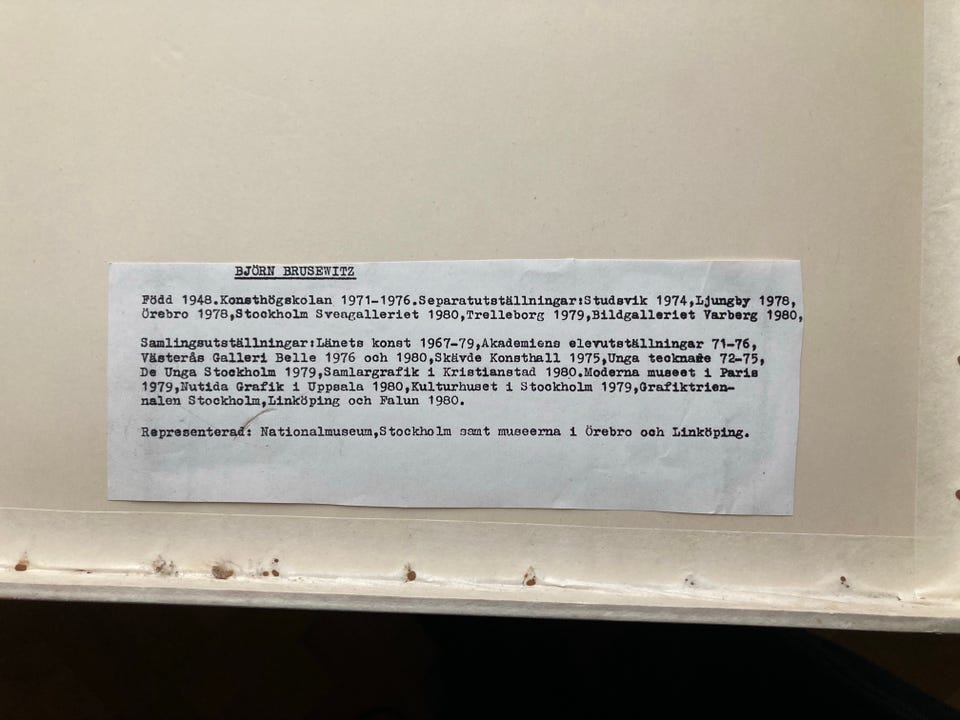 BJÖRN BRUSEWITZ
Född 1948.Konsthögskolan 1971-1976.Separatutställningar:Studsvik 1974,Ljungby 1978,
Örebro 1978,Stockholm Sveagalleriet 1980,Trelleborg 1979,Bildgalleriet Varberg 1980,
Samlingsutställningar:Länets konst 1967-79,Akademiens elevutställningar 71-76,
Västerås Galleri Belle 1976 och 1980,Skävde Konsthall 1975,Unga tecknare 72-75,
De Unga Stockholm 1979,Samlargrafik i Kristianstad 1980.Moderna museet i Paris
1979,Nutida Grafik i Uppsala 1980,Kulturhuset i Stockholm 1979,Grafiktrien-
nalen Stockholm,Linköping och Falun 1980.
Representerad: Nationalmuseum,Stockholm samt museerna i Örebro och Linköping.